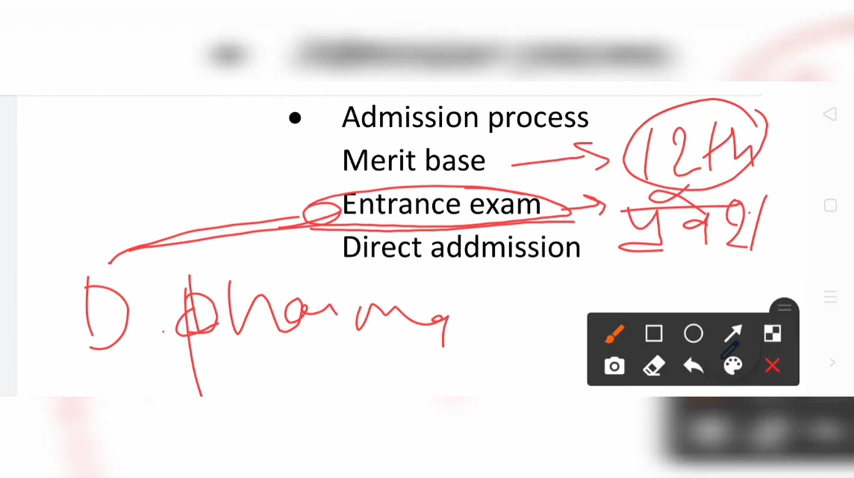 Admission process
Merit base 12th
Entrance exam
Direct addmission
D. pharma